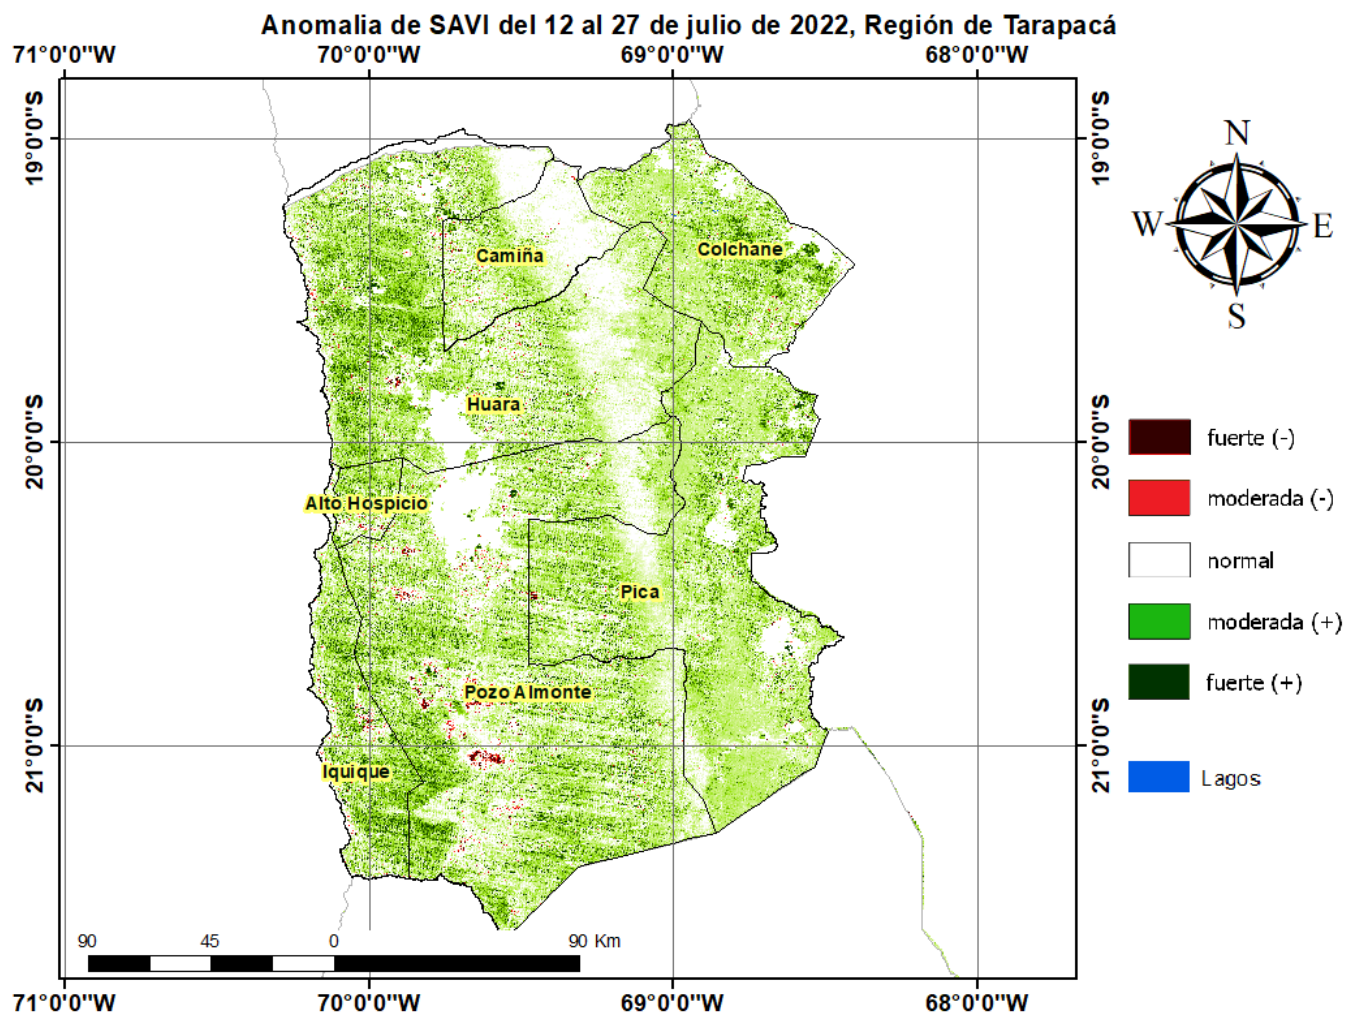 Anomalia de SAVI del 12 al 27 de julio de 2022, Región de Tarapacá
71°0'0"W 70°0'0"W 69°0'0"W 68°0'0"W
19°0'0"S 19°0'0"S
N
W E
S
Camiña
Colchane
Huara
20°0'0"S 20°0'0"S
fuerte (-)
Alto Hospicio
moderada (-)
normal
Pica
moderada (+)
Pozo Almonte
fuerte (+)
21°0'0"S 21°0'0"S
Iquique
Lagos
90 45 0 90 Km
71°0'0"W 70°0'0"W 69°0'0"W 68°0'0"W